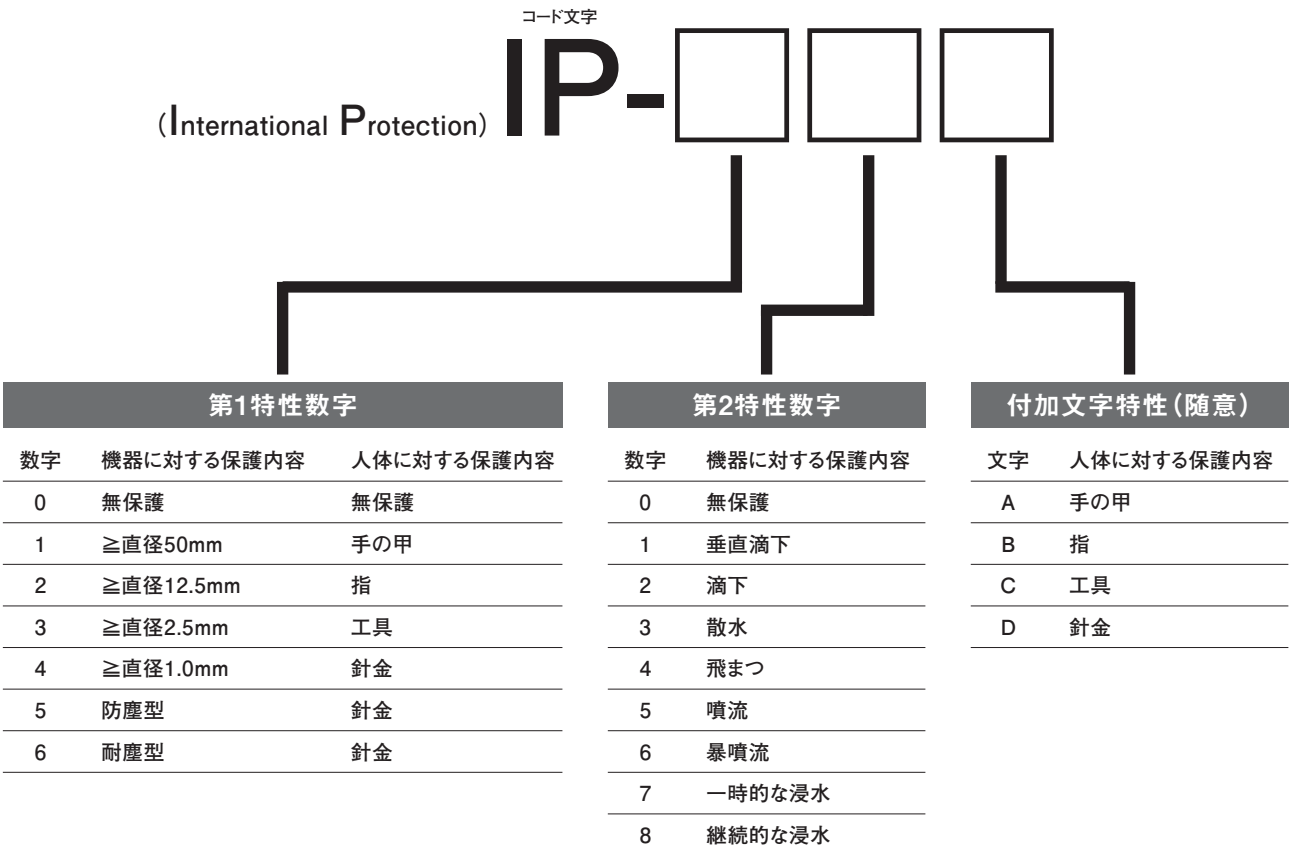 コード文字
(International Protection) IP-
第1特性数字
数字 機器に対する保護内容 人体に対する保護内容
0 無保護 無保護
1 ≧直径50mm 手の甲
2 ≧直径12.5mm 指
3 ≧直径2.5mm 工具
4 ≧直径1.0mm 針金
5 防塵型 針金
6 耐塵型 針金
第2特性数字
数字 機器に対する保護内容
0 無保護
1 垂直滴下
2 滴下
3 散水
4 飛まつ
5 噴流
6 暴噴流
7 一時的な浸水
8 継続的な浸水
付加文字特性(随意)
文字 人体に対する保護内容
A 手の甲
B 指
C 工具
D 針金